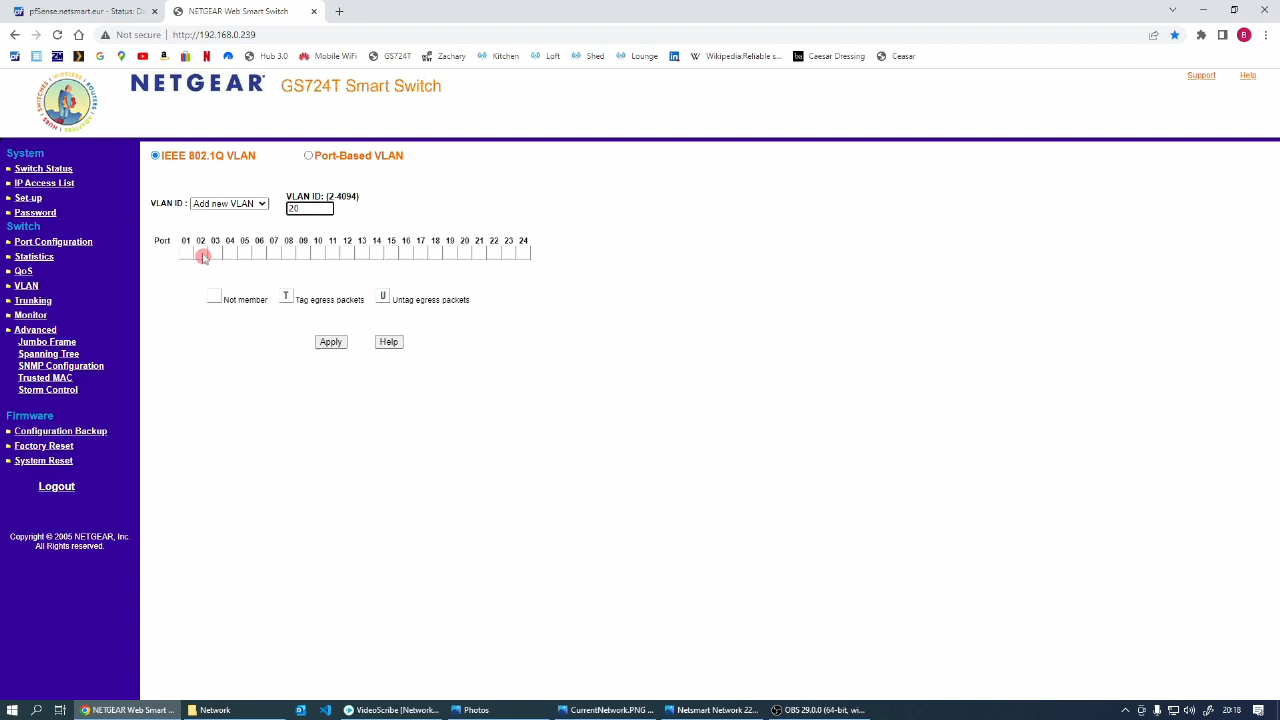 pfSense.netsmart.eur - Status: Da
NETGEAR Web Smart Switch
Not secure
http://192.168.0.239
Hub 3.0
Mobile WiFi
GS724T
Zachary
Kitchen
Loft
Shed
Lounge
Wikipedia:Reliable s...
Caesar Dressing
Geasar
B
NETGEAR®
GS724T Smart Switch
Support
Help
System
Switch Status
IP Access List
Set-up
Password
Switch
Port Configuration
Statistics
QoS
VLAN
Trunking
Monitor
Advanced
Jumbo Frame
Spanning Tree
SNMP Configuration
Trusted MAC
Storm Control
Firmware
Configuration Backup
Factory Reset
System Reset
Logout
Copyright © 2005 NETGEAR, Inc.
All Rights reserved.
IEEE 802.1Q VLAN
Port-Based VLAN
VLAN ID :
Add new VLAN
VLAN ID: (2-4094)
20
Port 01 02 03 04 05 06 07 08 09 10 11 12 13 14 15 16 17 18 19 20 21 22 23 24
Not member
T Tag egress packets
U Untag egress packets
Apply
Help
NETGEAR Web Smart ...
Network
VideoScribe [Network...
Photos
CurrentNetwork.PNG ...
Netsmart Network ZZ...
OBS 29.0.0 (64-bit, wi...
20:18